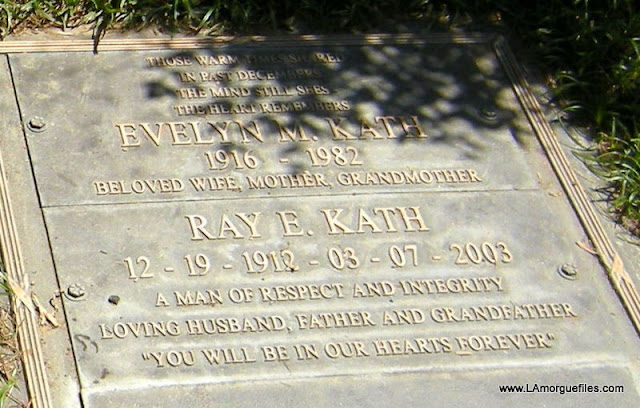 THOSE WARM TIMES SHARED
IN PAST DECEMBERS
THE MIND STILL SEES
THE HEART REMEMBERS
EVELYN M. KATH
1916 - 1982
BELOVED WIFE, MOTHER, GRANDMOTHER
RAY E. KATH
12 - 19 - 1912 - 03 - 07 - 2003
A MAN OF RESPECT AND INTEGRITY
LOVING HUSBAND, FATHER AND GRANDFATHER
"YOU WILL BE IN OUR HEARTS FOREVER"
www.LAmorguefiles.com